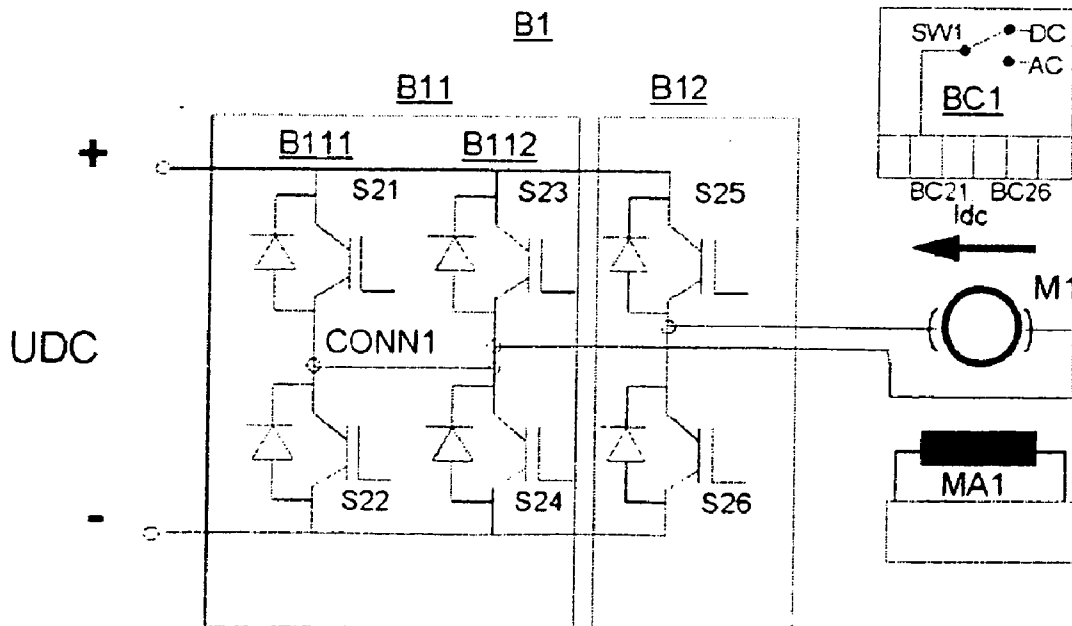 B1
SW1
DC
AC
B11
B12
BC1
+
B111
B112
S21
S23
S25
BC21
BC26
Idc
M1
UDC
CONN1
MA1
S22
S24
S26
-